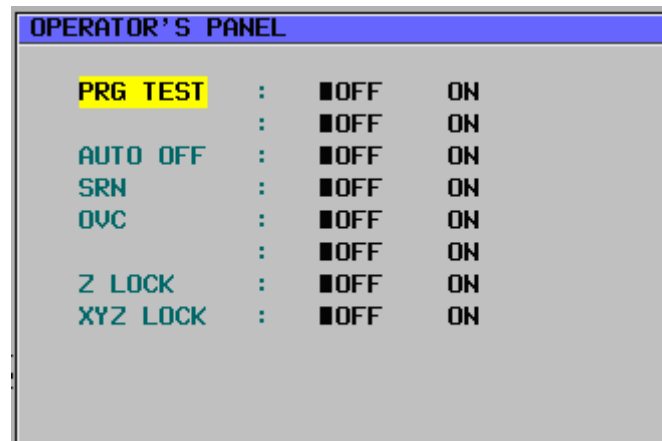 OPERATOR'S PANEL
PRG TEST : ■OFF ON
: ■OFF ON
AUTO OFF : ■OFF ON
SRN : ■OFF ON
OVC : ■OFF ON
: ■OFF ON
Z LOCK : ■OFF ON
XYZ LOCK : ■OFF ON